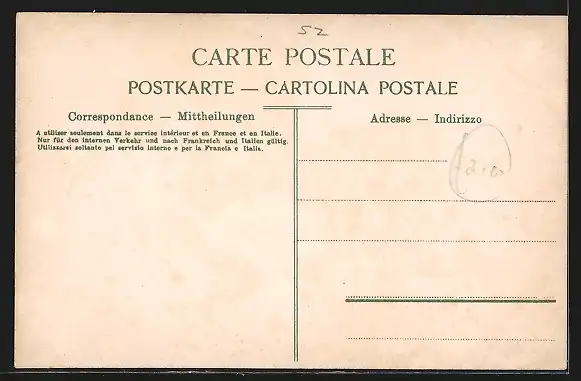 52
CARTE POSTALE
POSTKARTE — CARTOLINA POSTALE
Correspondance — Mittheilungen
A utiliser seulement dans le service intérieur et en France et en Italie.
Nur für den internen Verkehr und nach Frankreich und Italien gültig.
Utilizzarsi soltanto pel servizio interno e per la Francia e Italia.
Adresse — Indirizzo